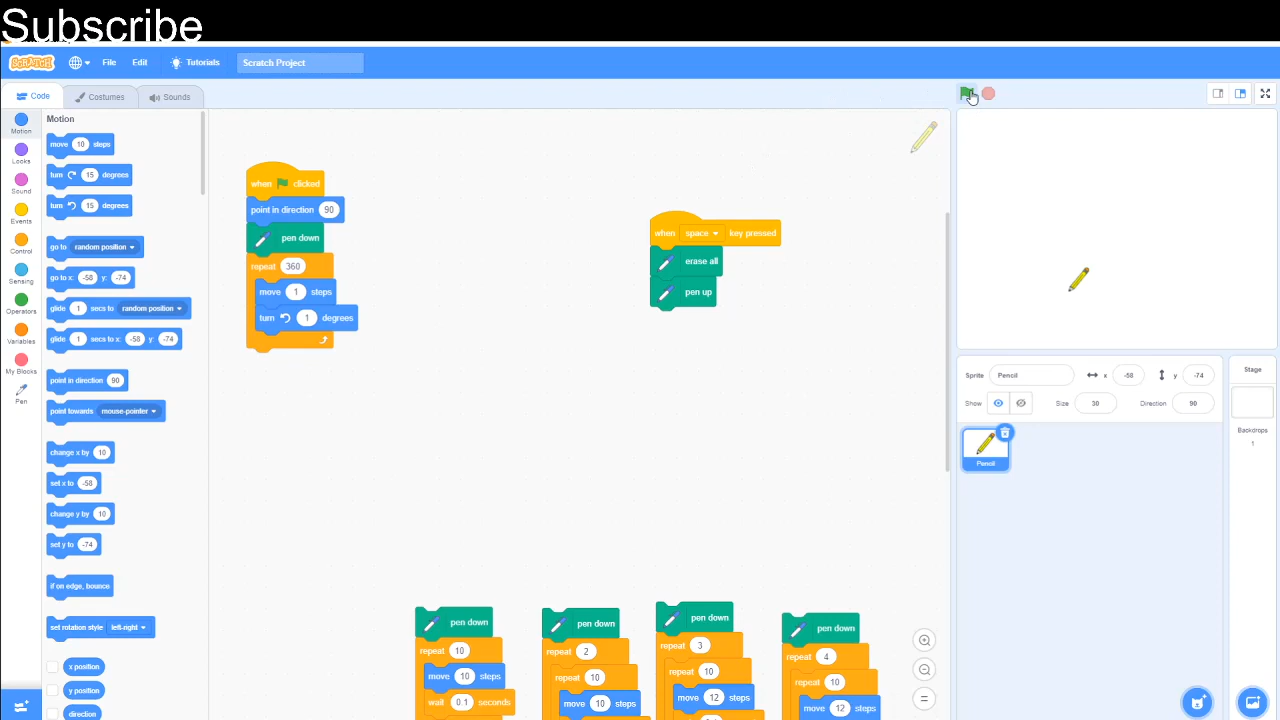 Subscribe
SCRATCH File Edit Tutorials Scratch Project
Code Costumes Sounds
Motion
Looks
Sound
Events
Control
Sensing
Operators
Variables
My Blocks
Pen
Motion
move 10 steps
turn 15 degrees
turn 15 degrees
go to random position
go to x: -58 y: -74
glide 1 secs to random position
glide 1 secs to x: -58 y: -74
point in direction 90
point towards mouse-pointer
change x by 10
set x to -58
change y by 10
set y to -74
if on edge, bounce
set rotation style left-right
x position
y position
direction
when clicked
point in direction 90
pen down
repeat 360
move 1 steps
turn 1 degrees
when space key pressed
erase all
pen up
pen down
repeat 10
move 10 steps
wait 0.1 seconds
pen down
repeat 2
repeat 10
move 10 steps
pen down
repeat 3
repeat 10
move 12 steps
pen down
repeat 4
repeat 10
move 12 steps
Sprite Pencil x -58 y -74
Show Size 30 Direction 90
Pencil
Stage
Backdrops
1